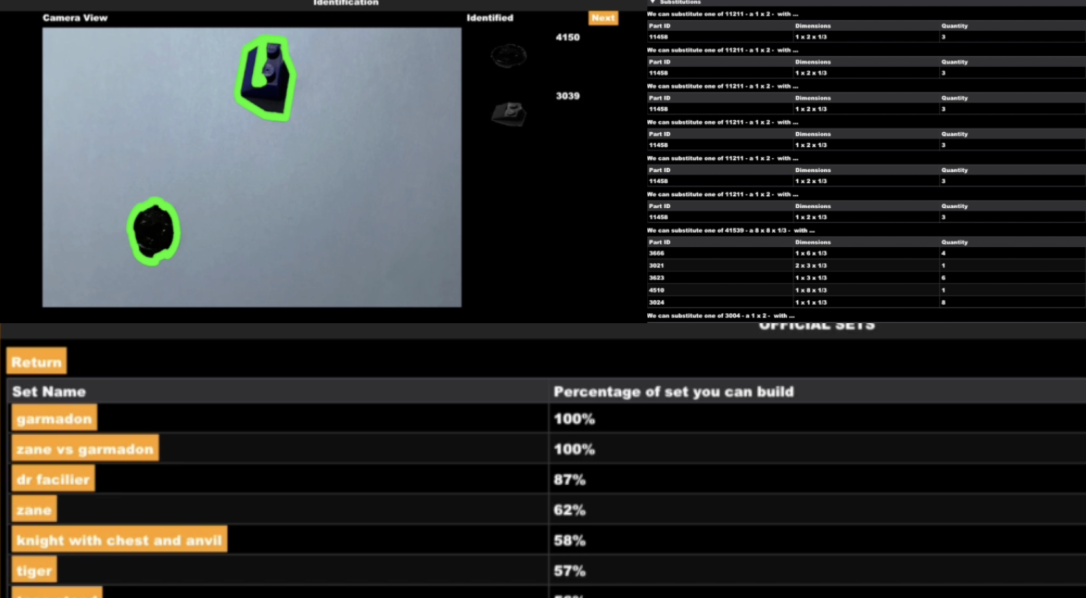 Identification
Camera View
Identified
Next
4150
3039
Substitutions
We can substitute one of 11211 - a 1 x 2 - with ...
Part ID Dimensions Quantity
11458 1 x 2 x 1/3 3
We can substitute one of 11211 - a 1 x 2 - with ...
Part ID Dimensions Quantity
11458 1 x 2 x 1/3 3
We can substitute one of 11211 - a 1 x 2 - with ...
Part ID Dimensions Quantity
11458 1 x 2 x 1/3 3
We can substitute one of 11211 - a 1 x 2 - with ...
Part ID Dimensions Quantity
11458 1 x 2 x 1/3 3
We can substitute one of 11211 - a 1 x 2 - with ...
Part ID Dimensions Quantity
11458 1 x 2 x 1/3 3
We can substitute one of 11211 - a 1 x 2 - with ...
Part ID Dimensions Quantity
11458 1 x 2 x 1/3 3
We can substitute one of 41539 - a 8 x 8 x 1/3 - with ...
Part ID Dimensions Quantity
3666 1 x 6 x 1/3 4
3021 2 x 3 x 1/3 1
3623 1 x 3 x 1/3 6
4510 1 x 8 x 1/3 1
3024 1 x 1 x 1/3 8
We can substitute one of 3004 - a 1 x 2 - with ...
OFFICIAL SETS
Return
Set Name Percentage of set you can build
garmadon 100%
zane vs garmadon 100%
dr facilier 87%
zane 62%
knight with chest and anvil 58%
tiger 57%